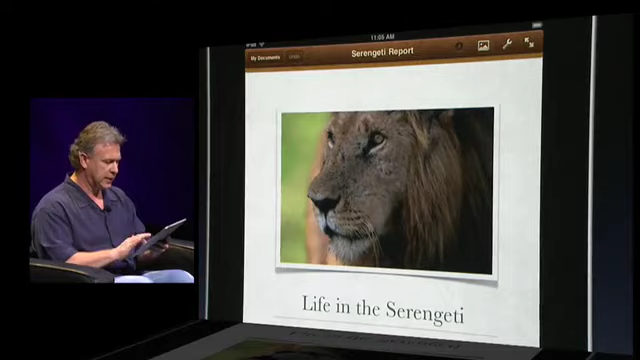 11:05 AM
Serengeti Report
My Documents
Undo
Life in the Serengeti